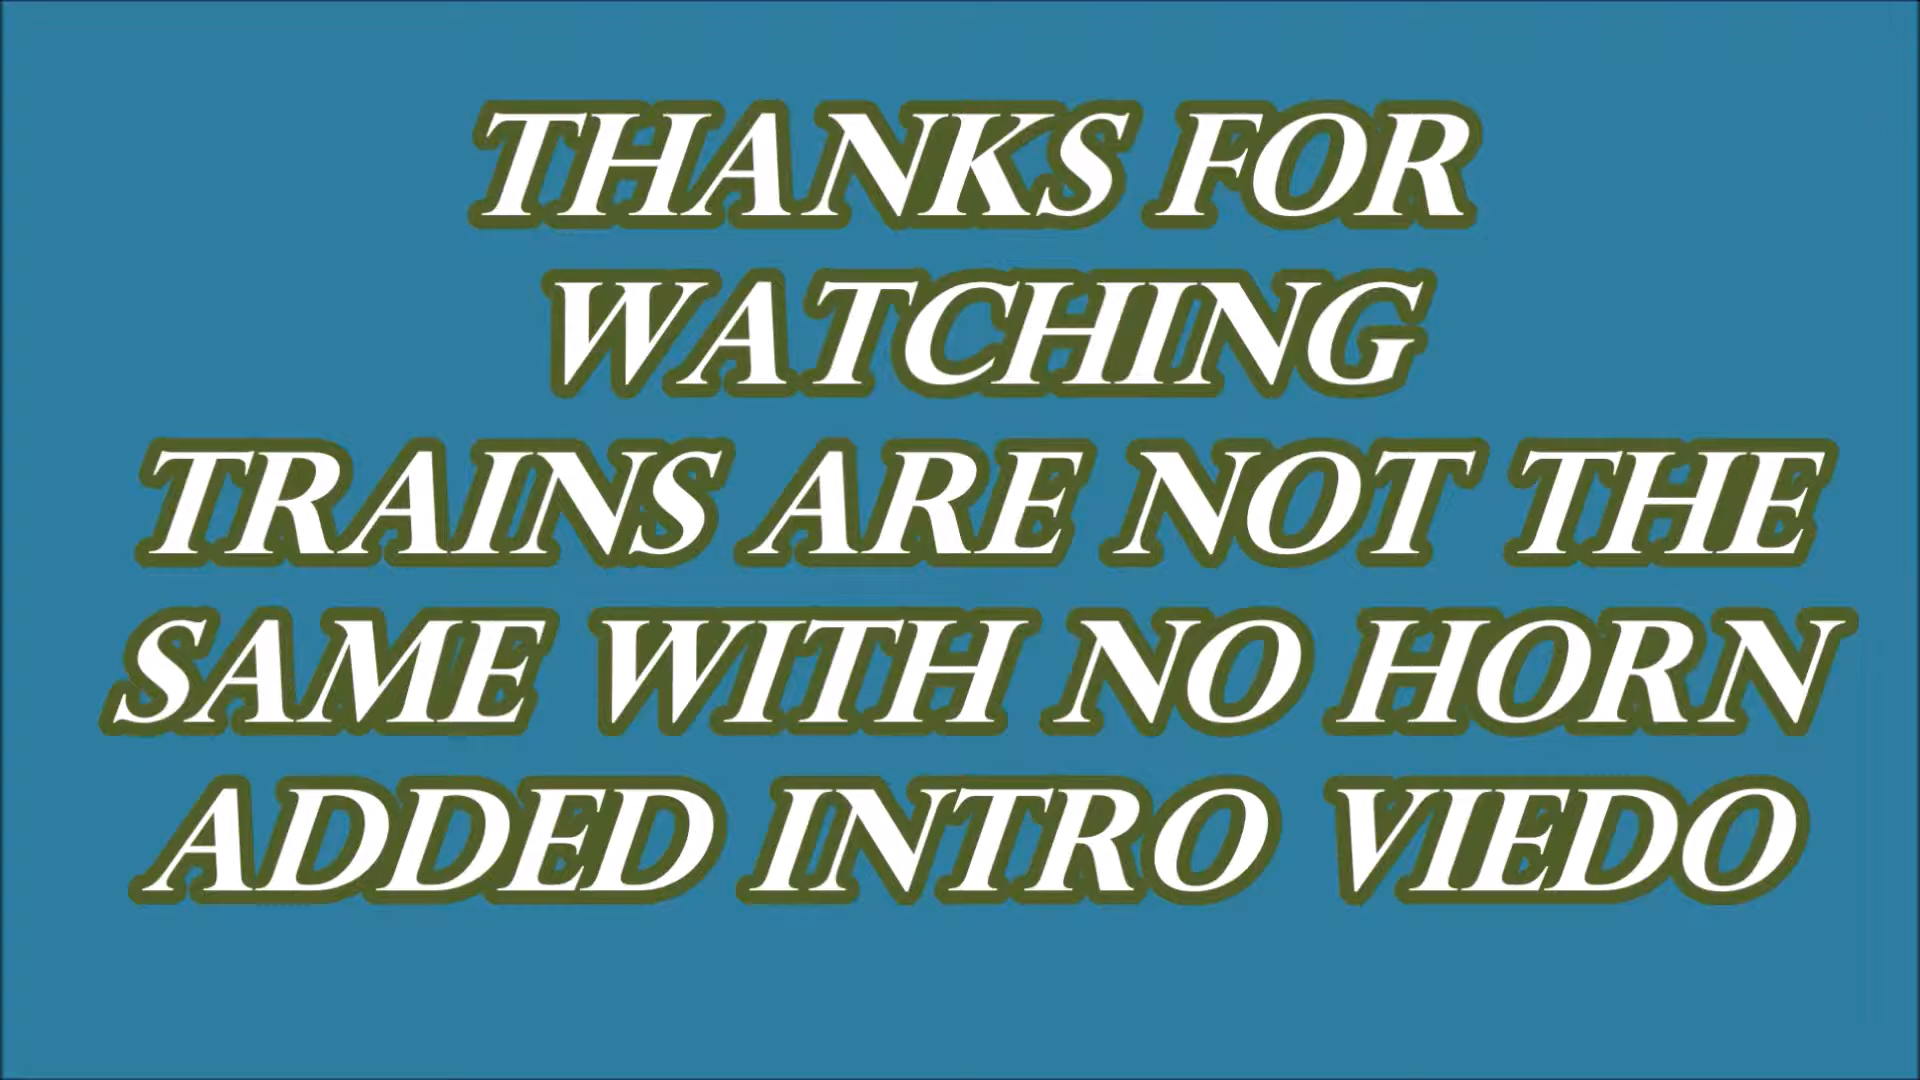 THANKS FOR
WATCHING
TRAINS ARE NOT THE
SAME WITH NO HORN
ADDED INTRO VIEDO